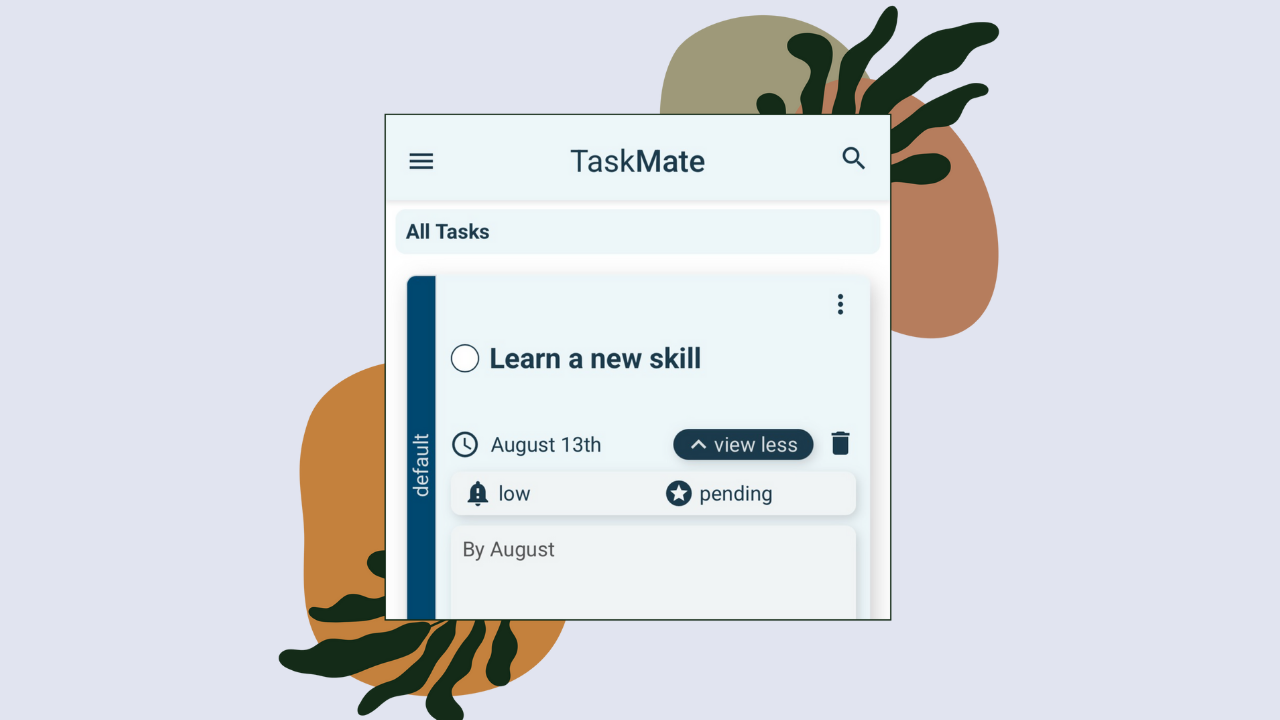 TaskMate
All Tasks
Learn a new skill
default
August 13th
view less
low
pending
By August